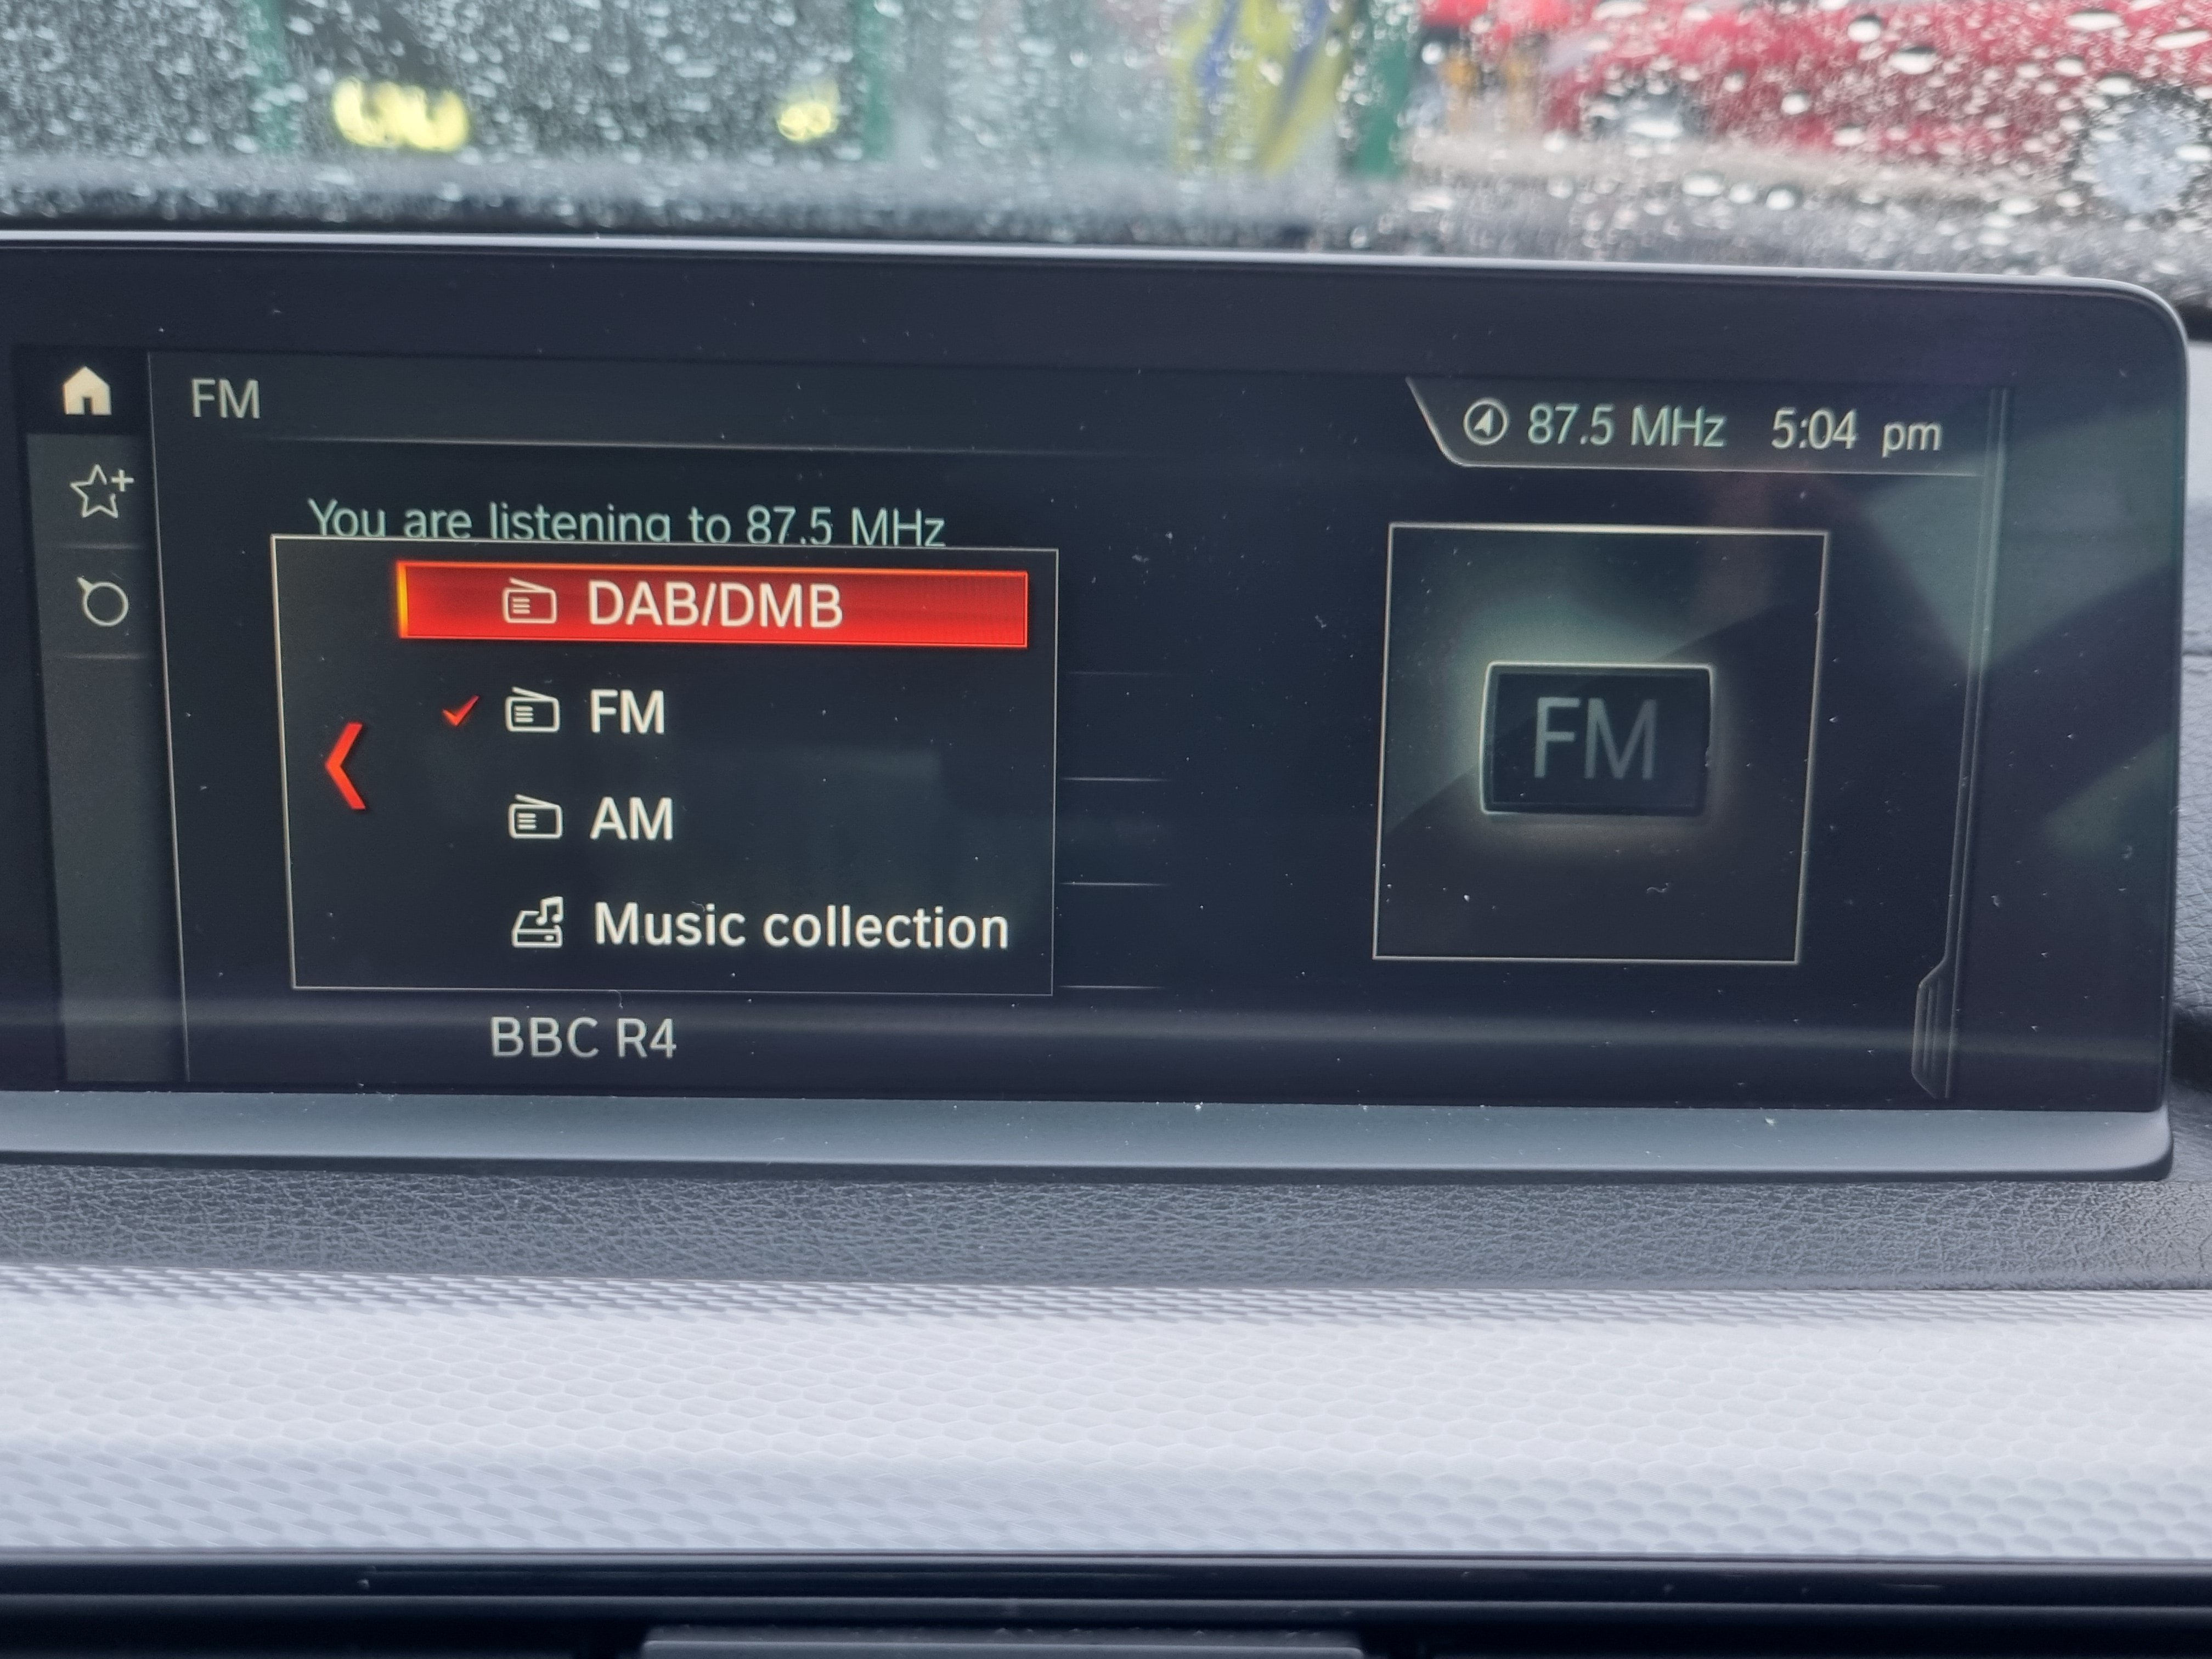 FM
87.5 MHz 5:04 pm
You are listening to 87.5 MHz
DAB/DMB
FM
AM
Music collection
BBC R4
FM